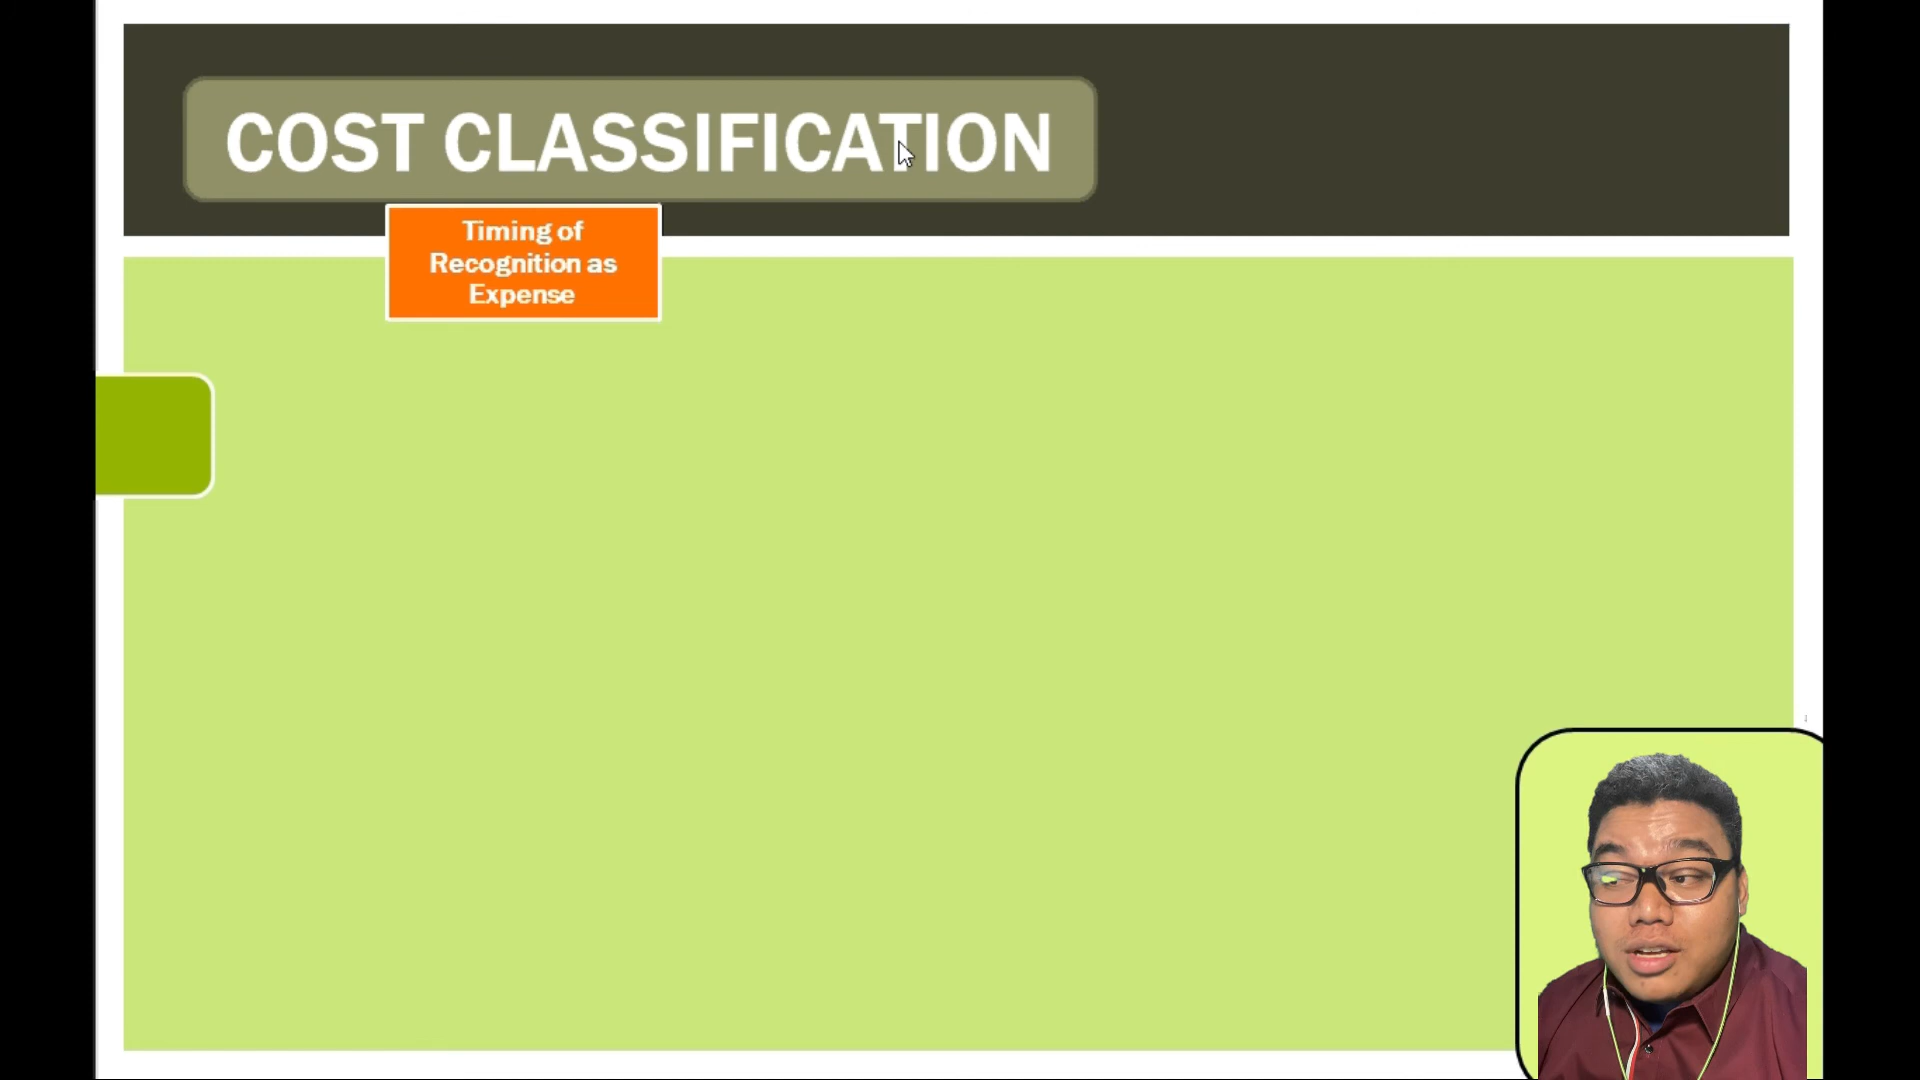 COST CLASSIFICATION
Timing of
Recognition as
Expense